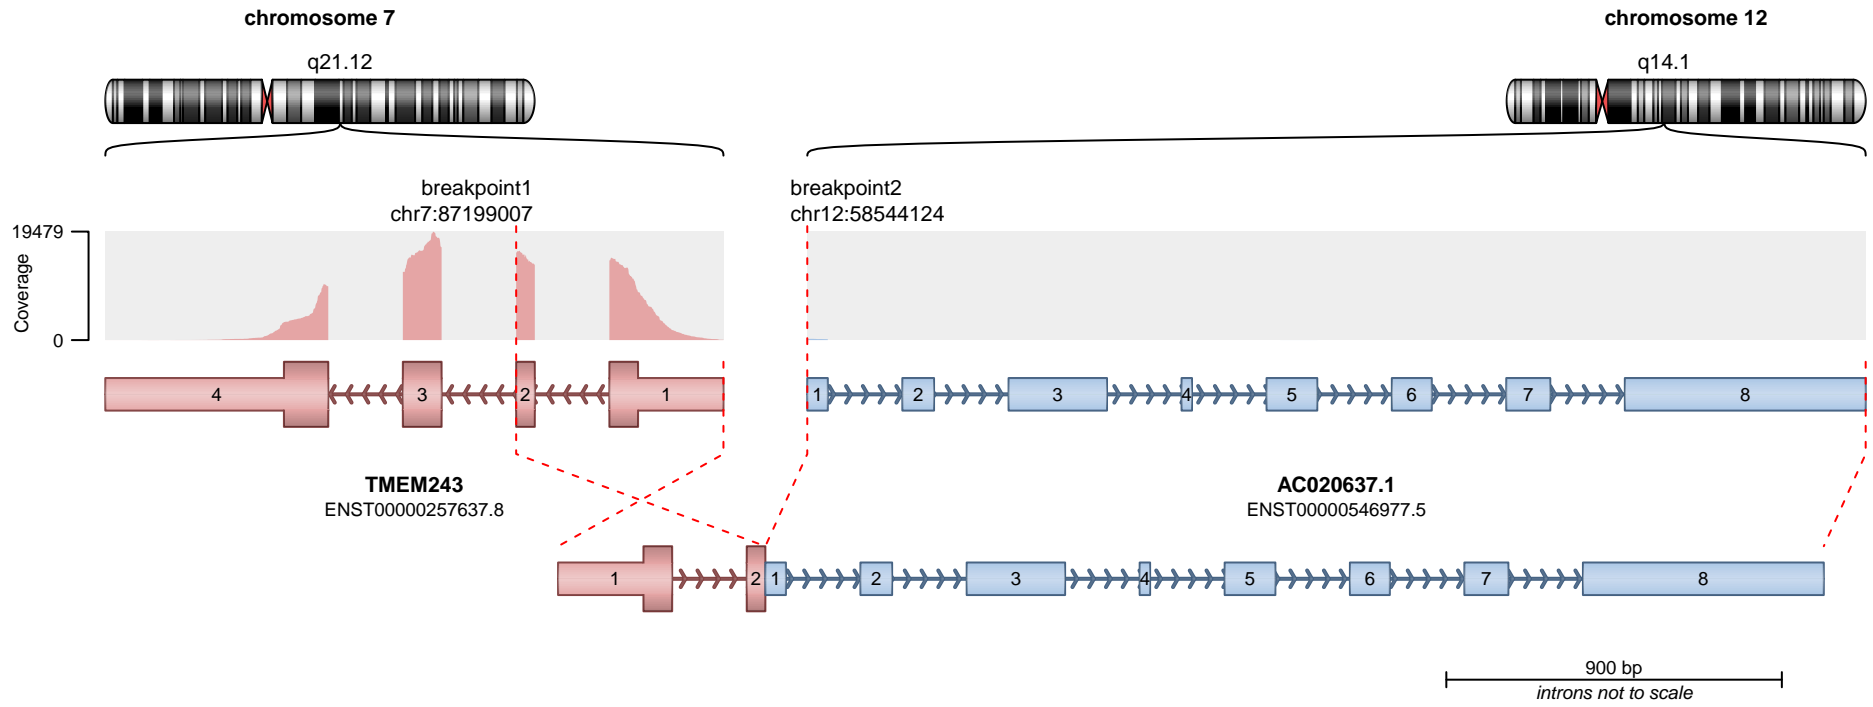 chromosome 7
chromosome 12
q21.12
q14.1
breakpoint1
chr7:87199007
breakpoint2
chr12:58544124
19479
Coverage
0
4 3 2 1
1 2 3 4 5 6 7 8
TMEM243
ENST00000257637.8
AC020637.1
ENST00000546977.5
1 2 1 2 3 4 5 6 7 8
900 bp
introns not to scale